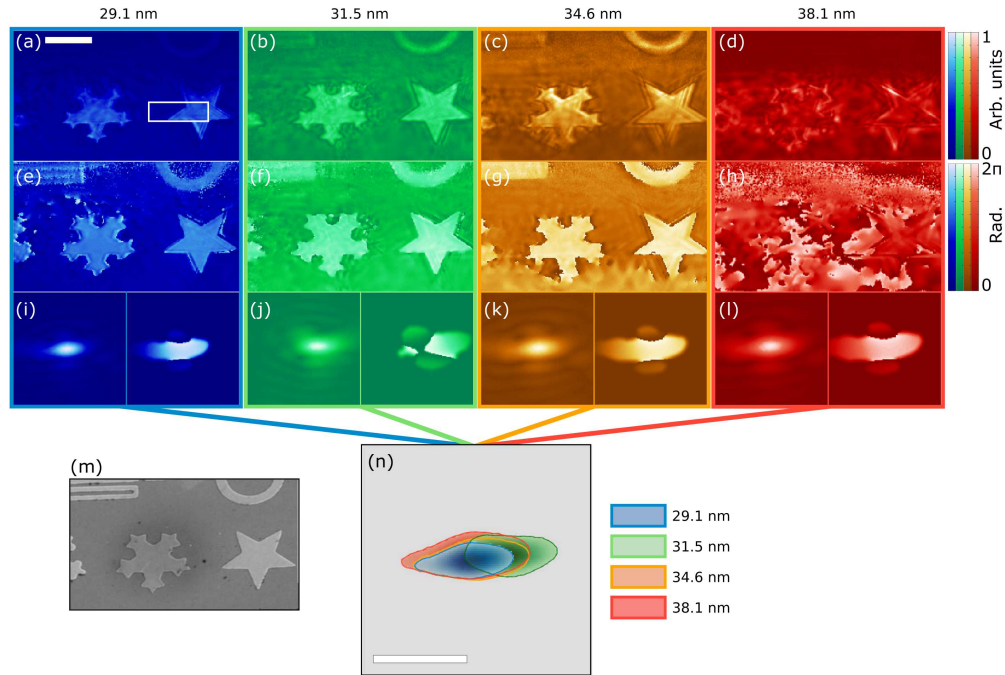 29.1 nm 31.5 nm 34.6 nm 38.1 nm
(a) (b) (c) (d) 1
Arb. units
0
(e) (f) (g) (h) 2π
Rad.
0
(i) (j) (k) (l)
(m) (n)
29.1 nm
31.5 nm
34.6 nm
38.1 nm